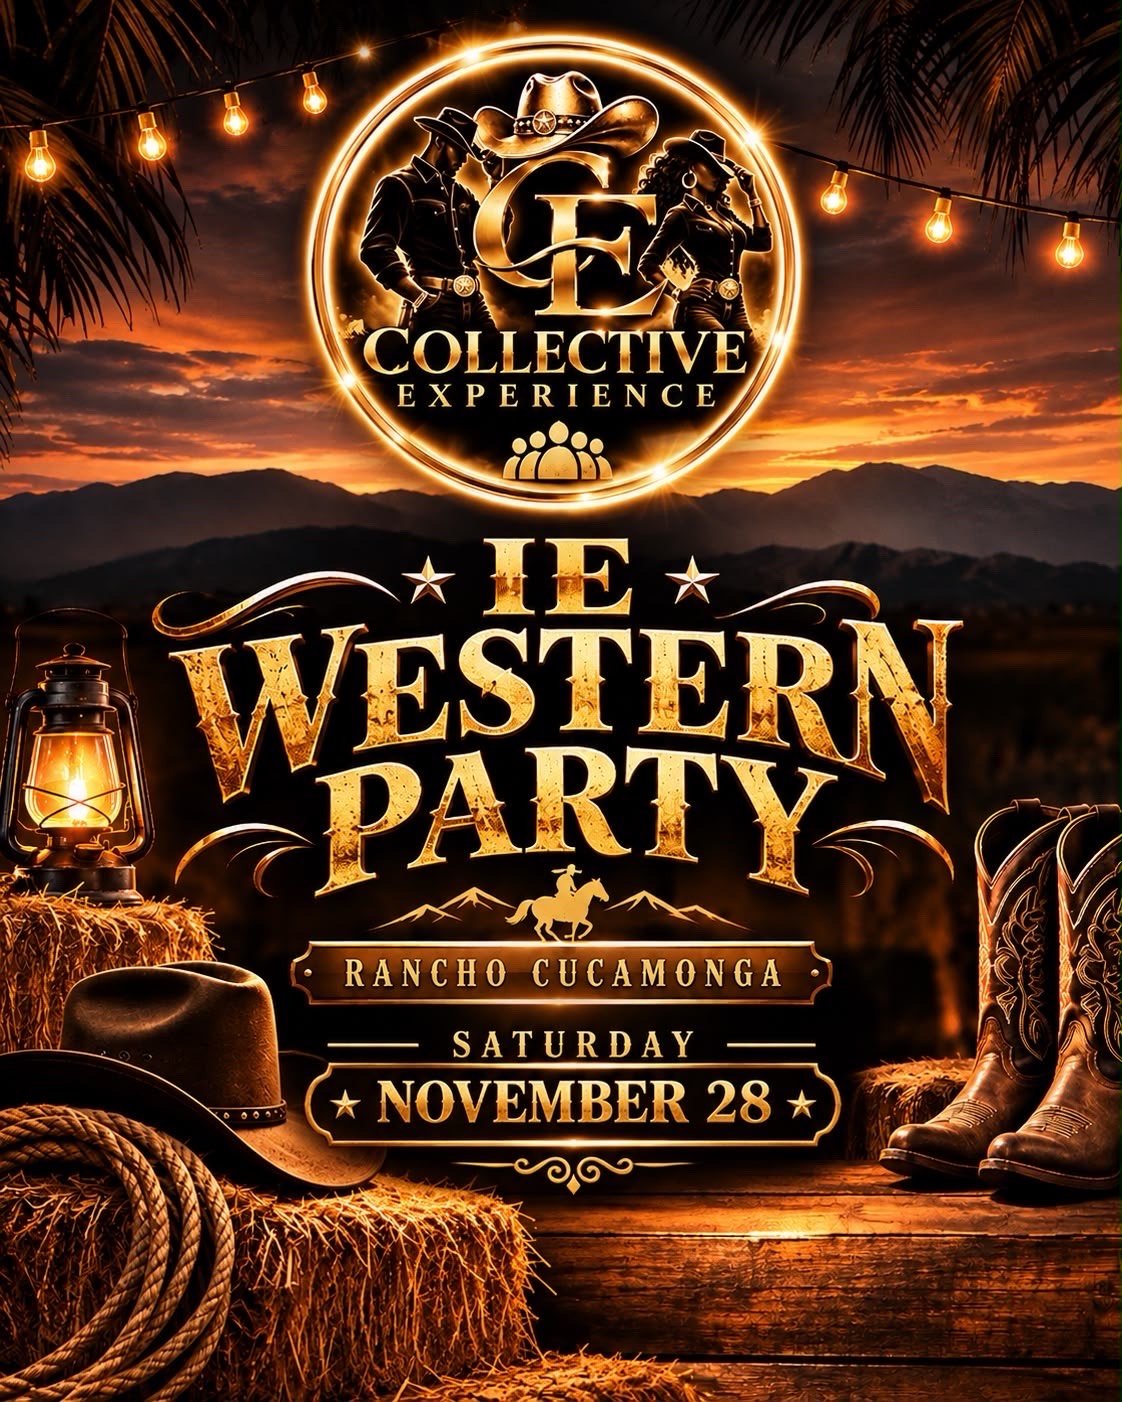 CE
COLLECTIVE
EXPERIENCE
IE
WESTERN
PARTY
RANCHO CUCAMONGA
SATURDAY
NOVEMBER 28